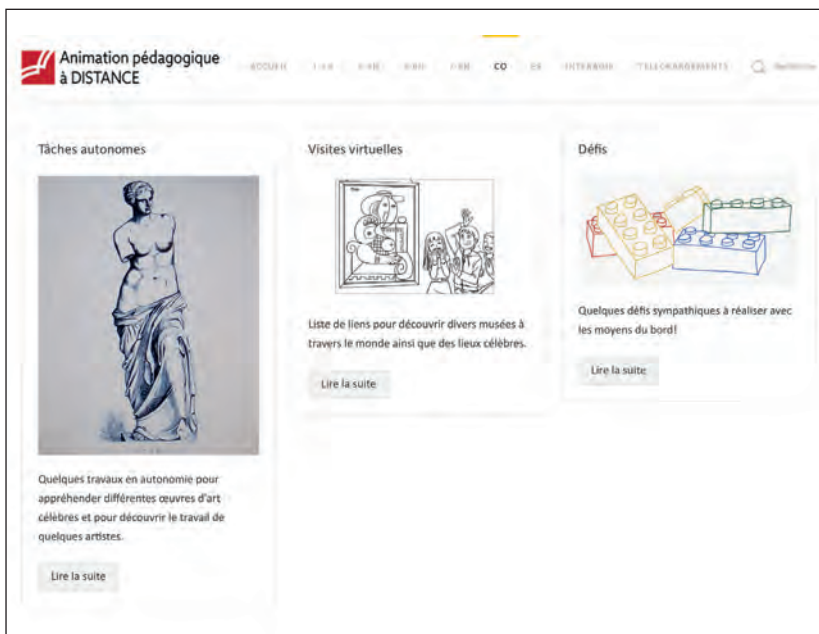 Animation pédagogique
à DISTANCE
ACCUEIL
CO
ES
TÉLÉCHARGEMENTS
Tâches autonomes
Quelques travaux en autonomie pour
appréhender différentes œuvres d'art
célèbres et pour découvrir le travail de
quelques artistes.
Lire la suite
Visites virtuelles
Liste de liens pour découvrir divers musées à
travers le monde ainsi que des lieux célèbres.
Lire la suite
Défis
Quelques défis sympathiques à réaliser avec
les moyens du bord!
Lire la suite